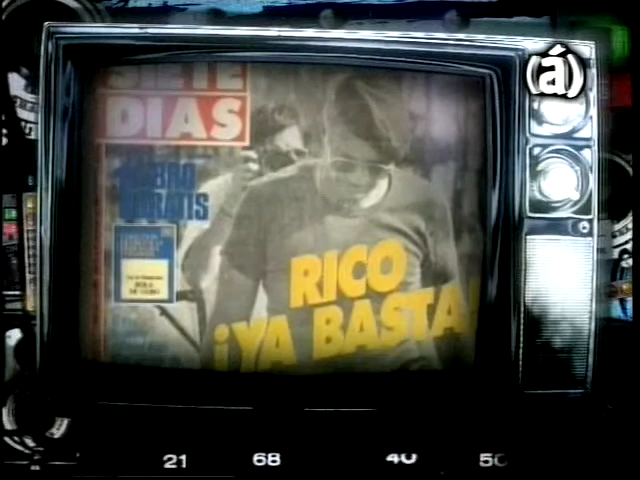 SIETE
DIAS
(á)
LIBRO
GRATIS
RICO
¡YA BASTA!
21 68 40 50